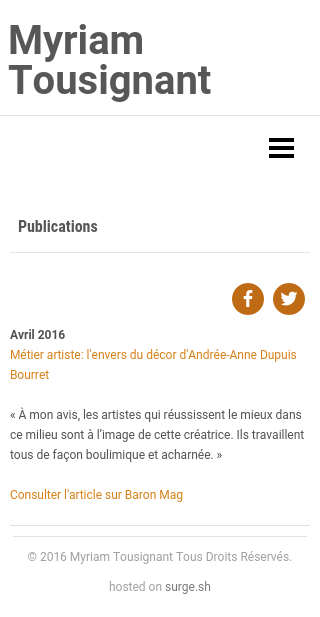 Myriam
Tousignant
Publications
Avril 2016
Métier artiste: l'envers du décor d'Andrée-Anne Dupuis
Bourret
« À mon avis, les artistes qui réussissent le mieux dans
ce milieu sont à l'image de cette créatrice. Ils travaillent
tous de façon boulimique et acharnée. »
Consulter l'article sur Baron Mag
© 2016 Myriam Tousignant Tous Droits Réservés.
hosted on surge.sh